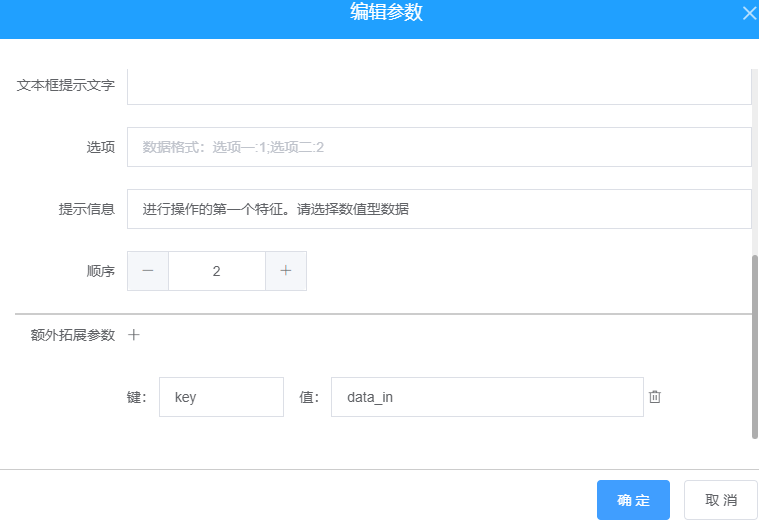 编辑参数
文本框提示文字
选项 数据格式：选项一:1;选项二:2
提示信息 进行操作的第一个特征。请选择数值型数据
顺序 2
额外拓展参数
键： key 值： data_in
确 定 取 消